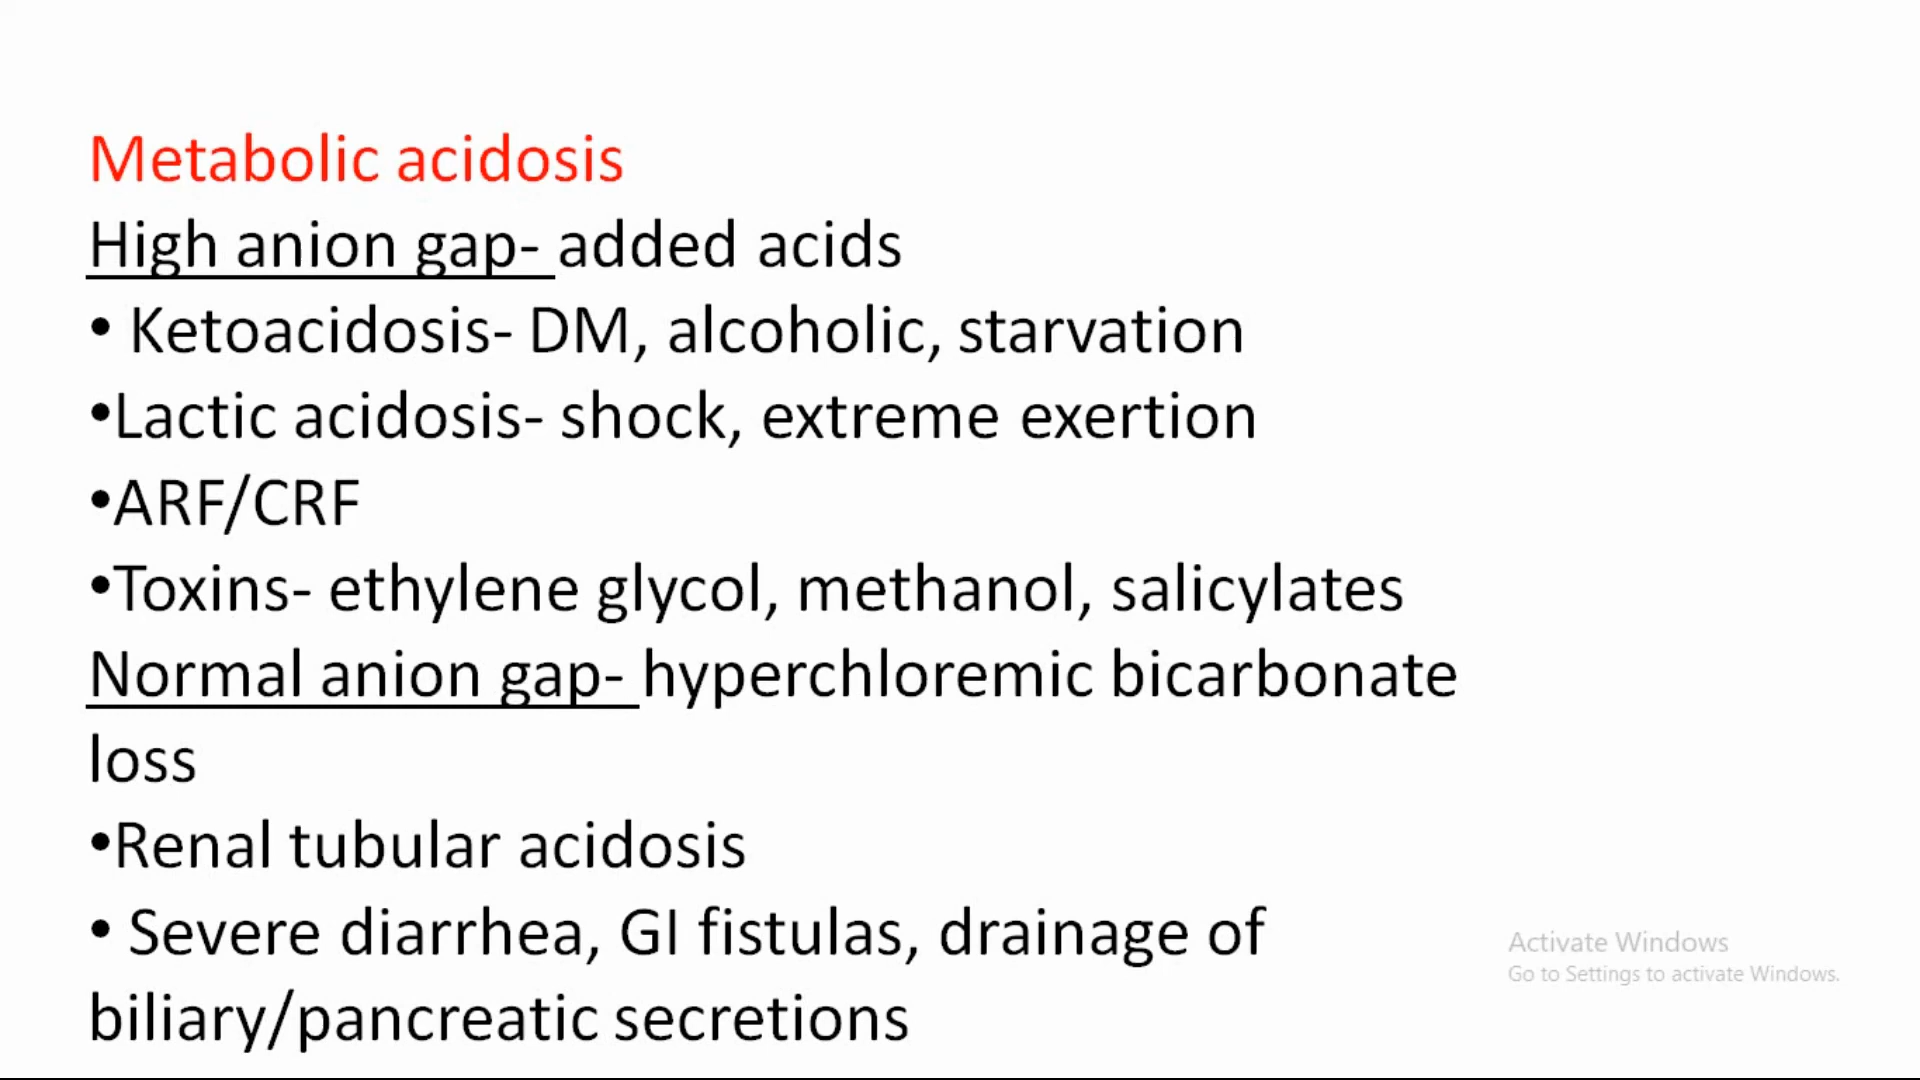 Metabolic acidosis
High anion gap- added acids
• Ketoacidosis- DM, alcoholic, starvation
•Lactic acidosis- shock, extreme exertion
•ARF/CRF
•Toxins- ethylene glycol, methanol, salicylates
Normal anion gap- hyperchloremic bicarbonate
loss
•Renal tubular acidosis
• Severe diarrhea, GI fistulas, drainage of
biliary/pancreatic secretions
Activate Windows
Go to Settings to activate Windows.